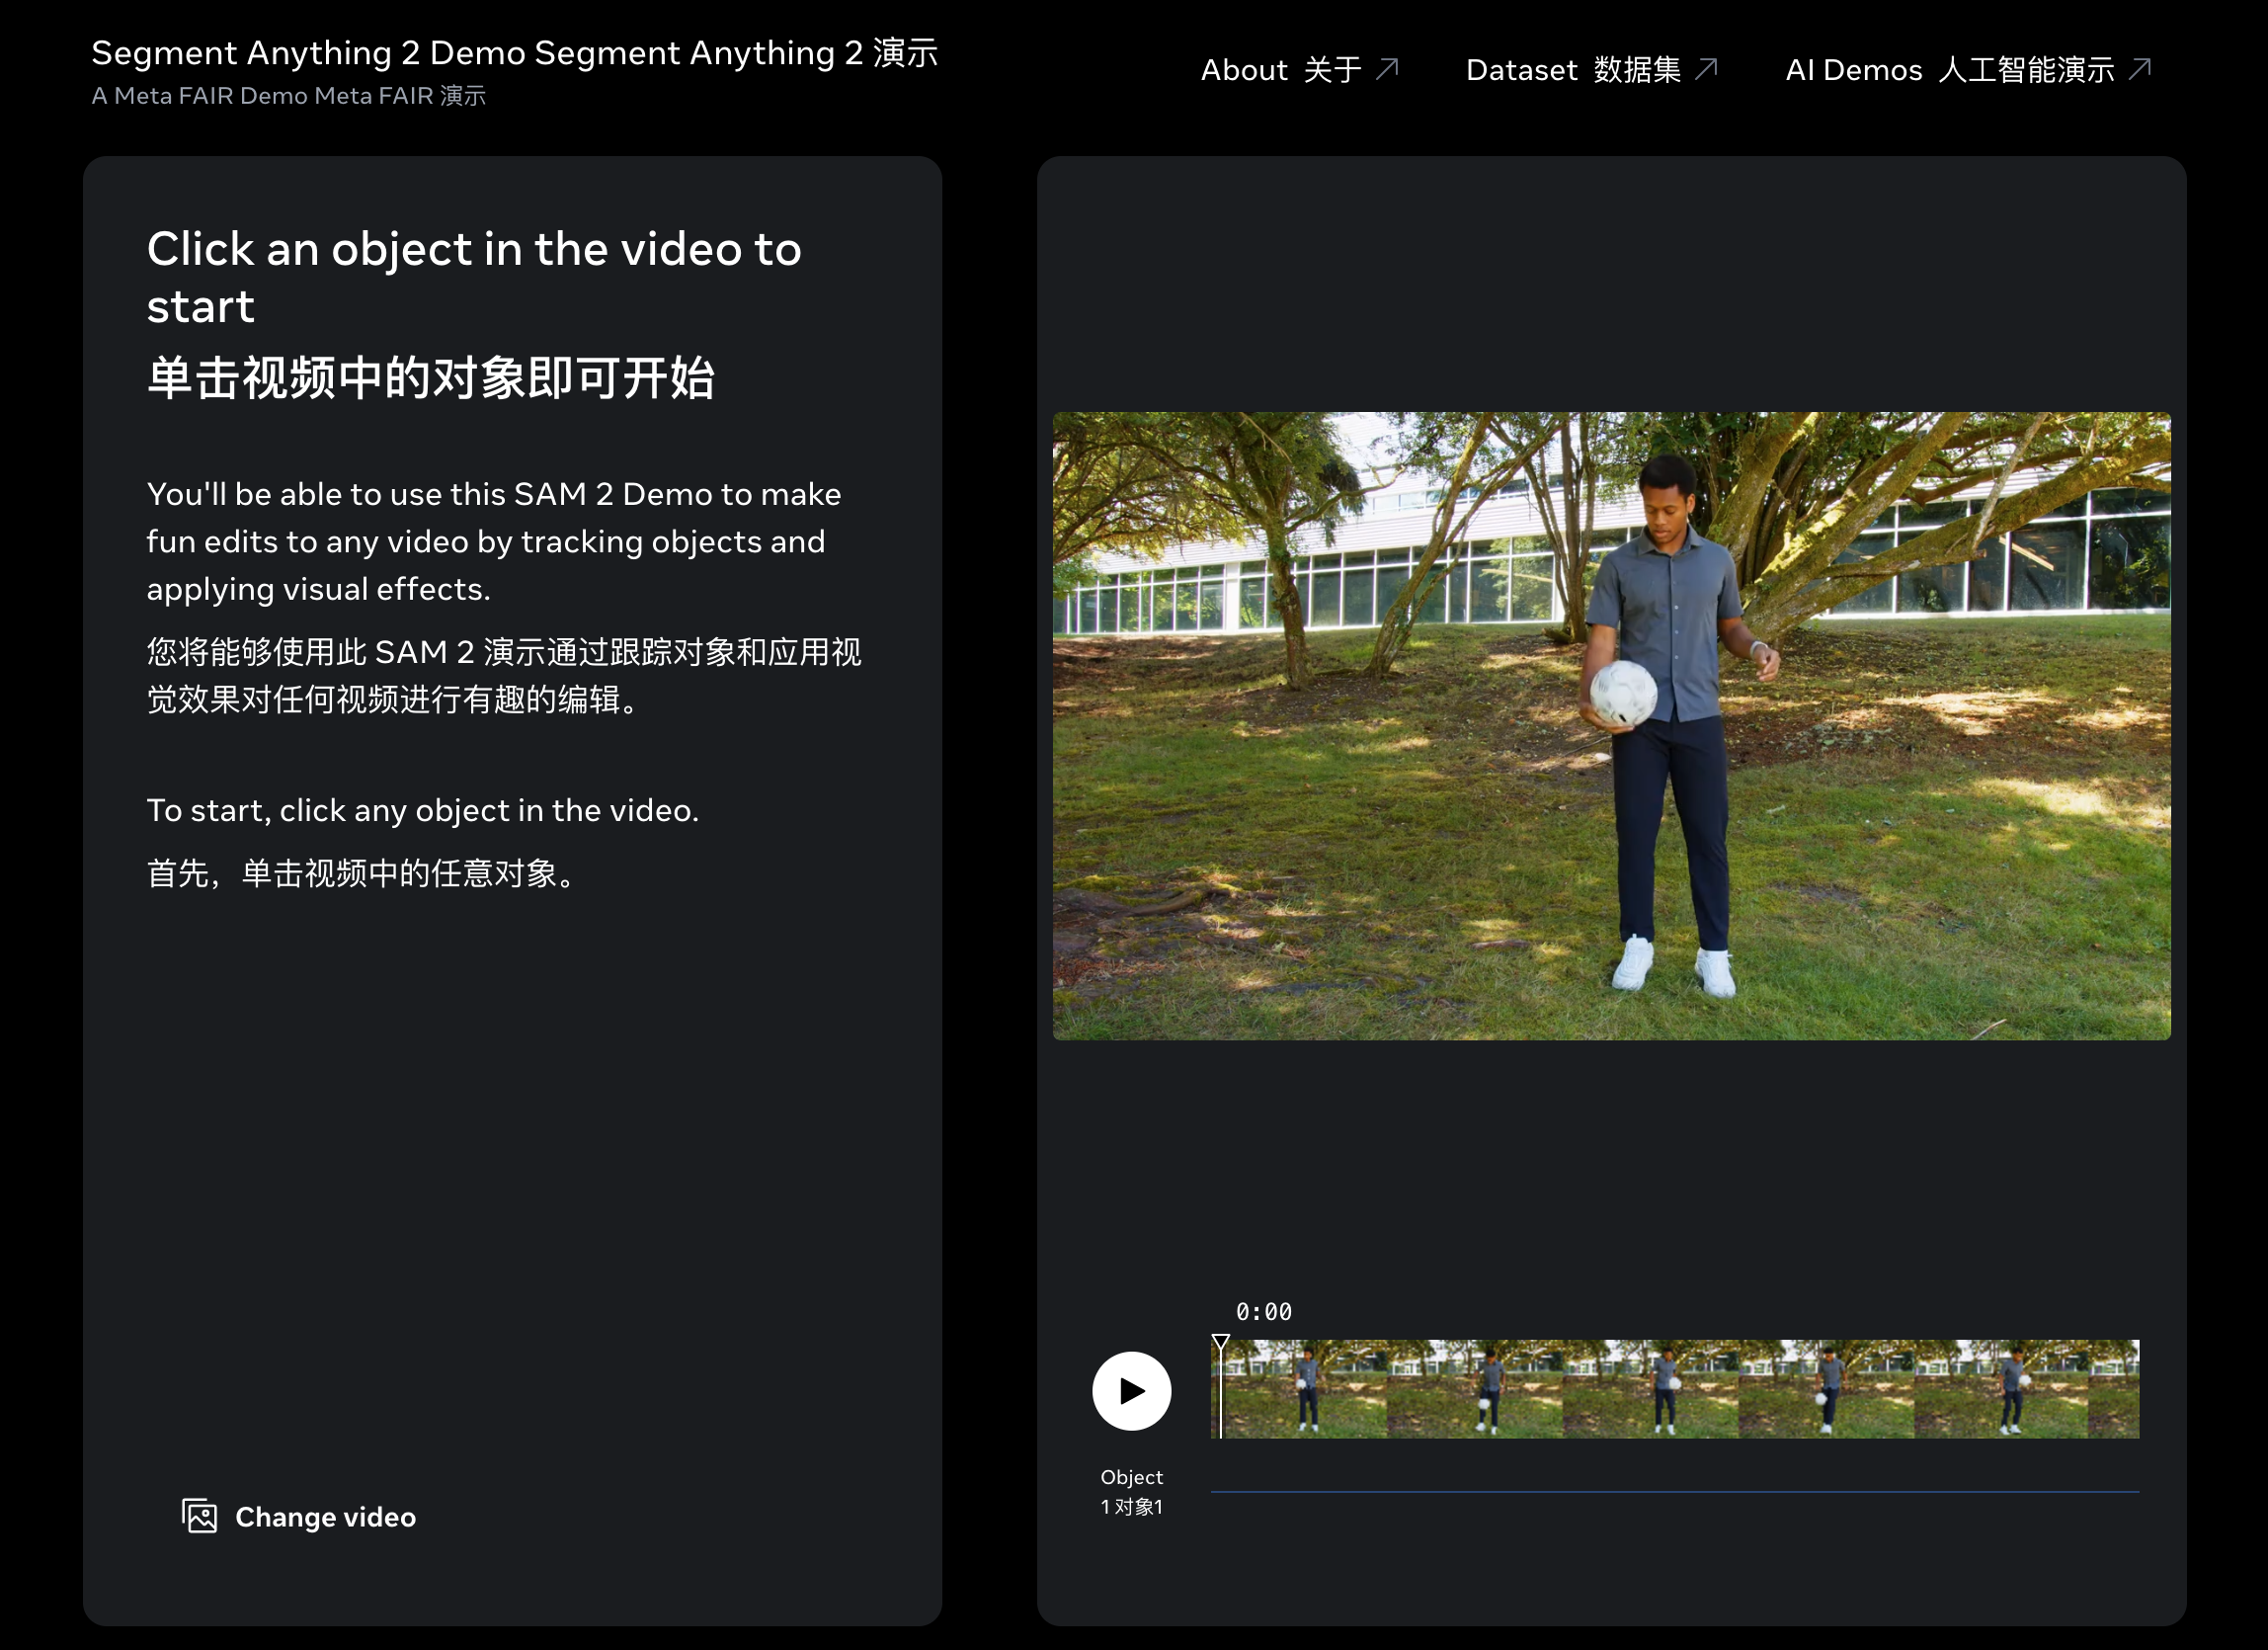 Segment Anything 2 Demo Segment Anything 2 演示
A Meta FAIR Demo Meta FAIR 演示
About 关于
Dataset 数据集
AI Demos 人工智能演示
Click an object in the video to
start
单击视频中的对象即可开始
You'll be able to use this SAM 2 Demo to make
fun edits to any video by tracking objects and
applying visual effects.
您将能够使用此 SAM 2 演示通过跟踪对象和应用视
觉效果对任何视频进行有趣的编辑。
To start, click any object in the video.
首先，单击视频中的任意对象。
Change video
0:00
Object
1 对象1